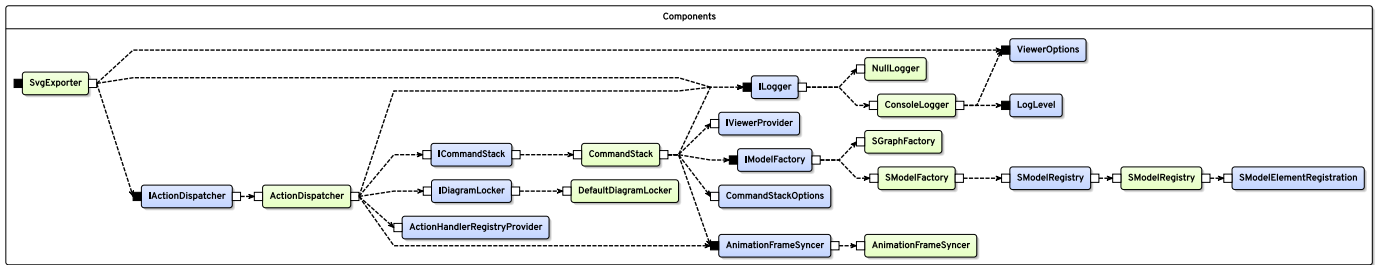 Components
ViewerOptions
SvgExporter
NullLogger
ILogger
ConsoleLogger
LogLevel
IViewerProvider
SGraphFactory
ICommandStack
CommandStack
IModelFactory
SModelFactory
SModelRegistry
SModelRegistry
SModelElementRegistration
IActionDispatcher
ActionDispatcher
IDiagramLocker
DefaultDiagramLocker
CommandStackOptions
ActionHandlerRegistryProvider
AnimationFrameSyncer
AnimationFrameSyncer